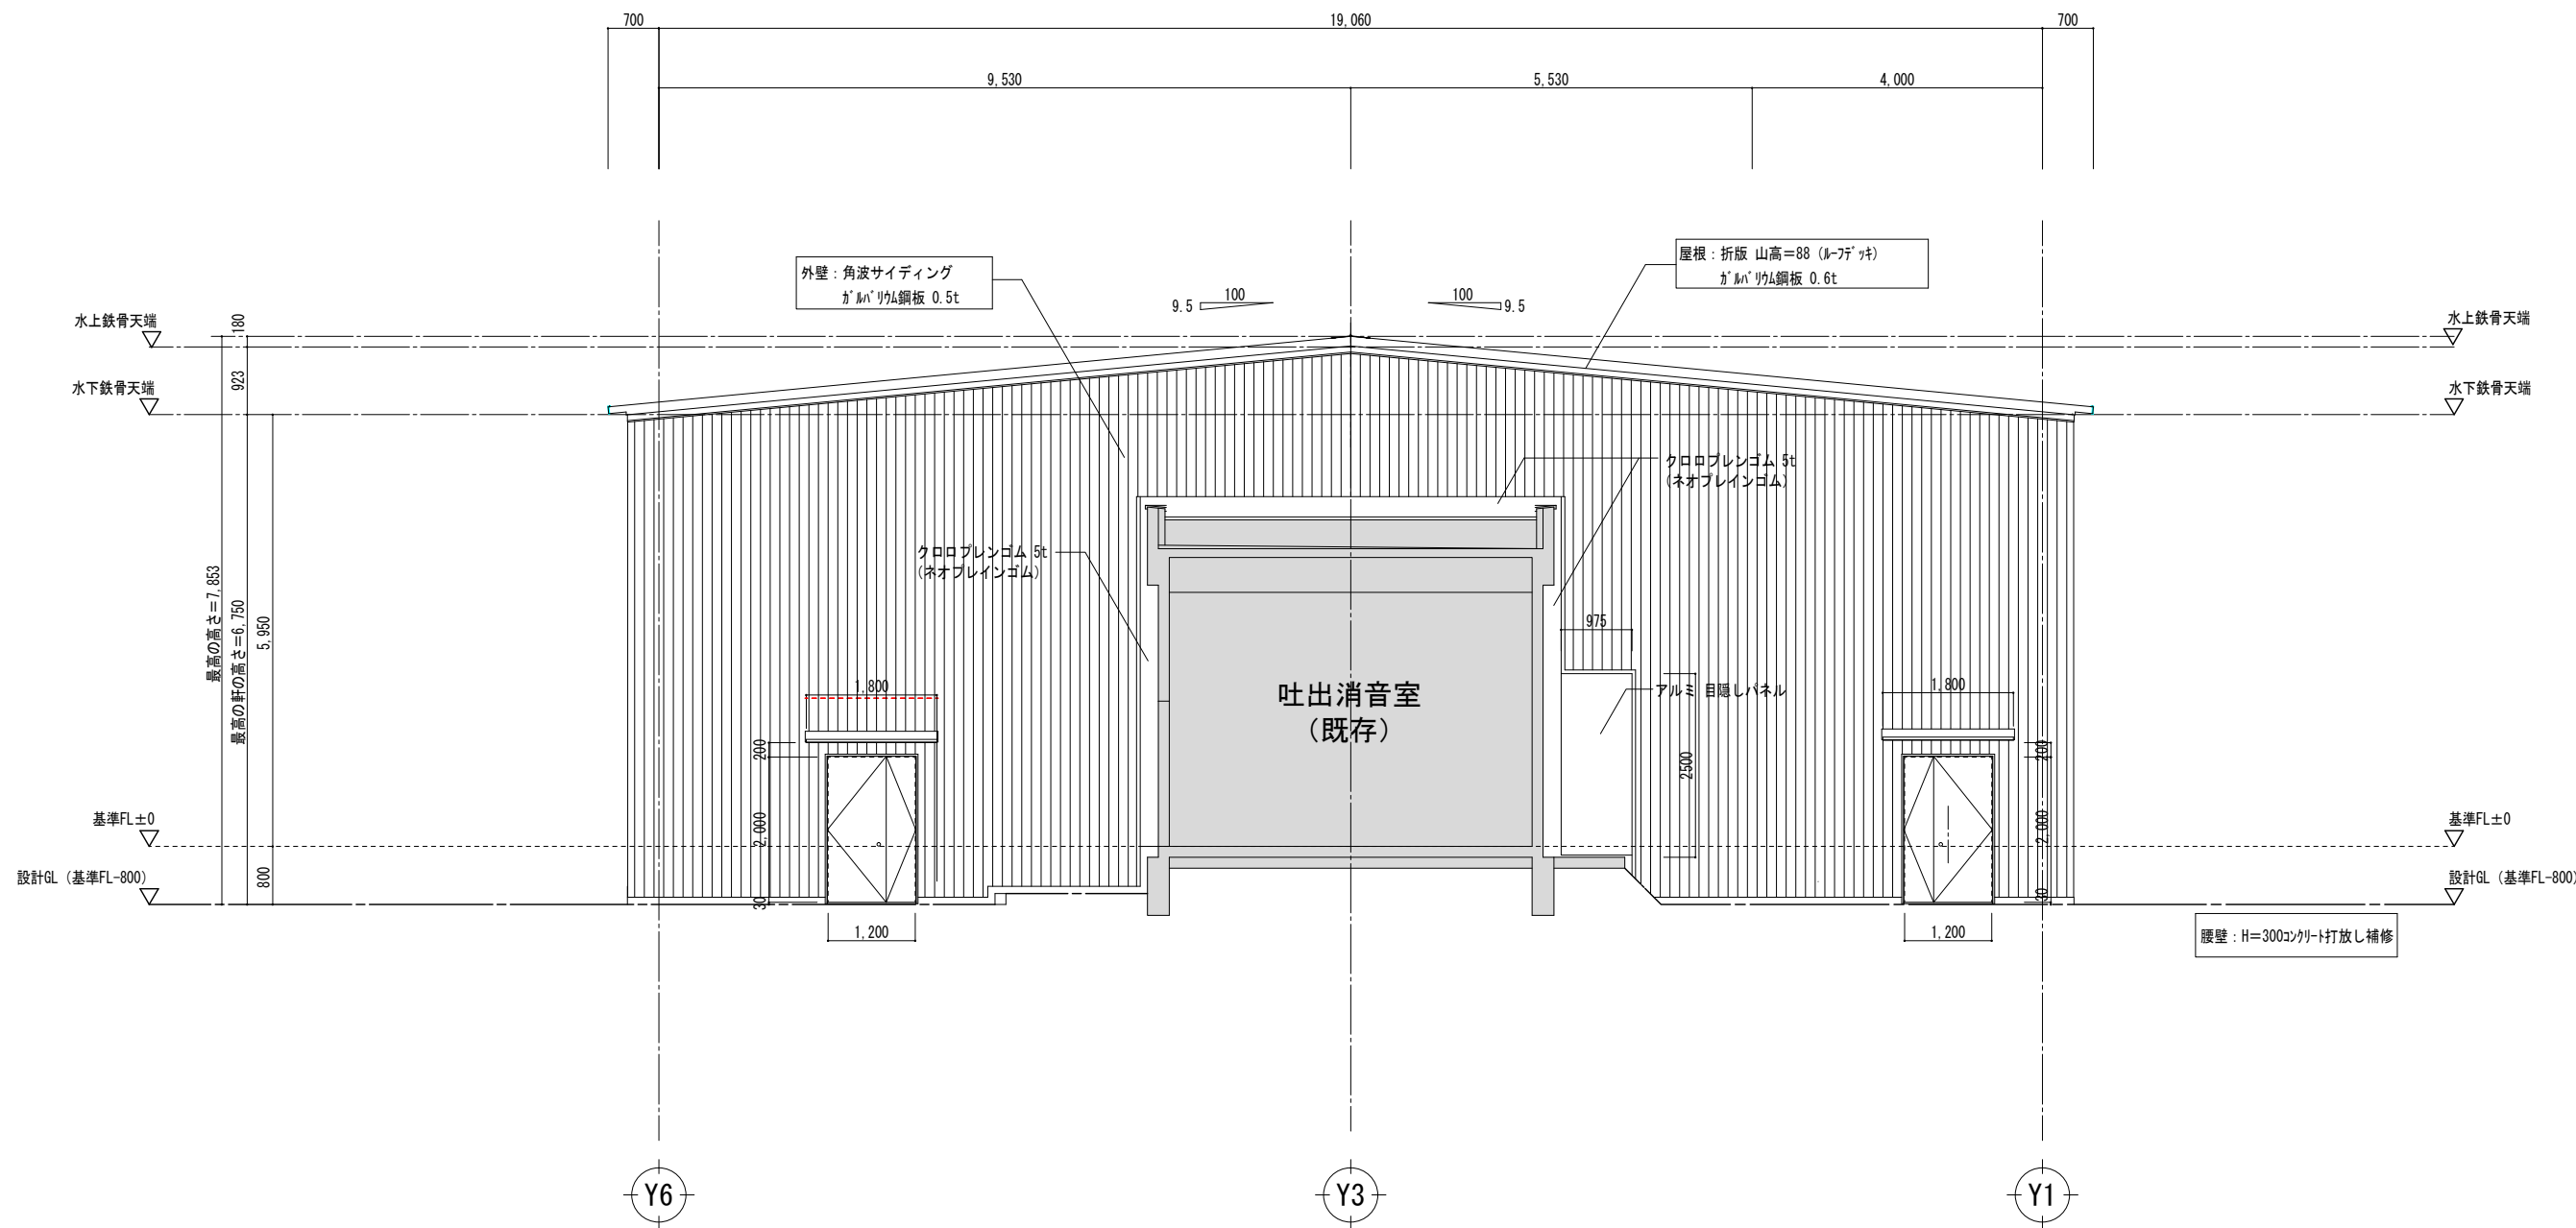 700
19,060
700
9,530
5,530
4,000
外壁：角波サイディング
ｶﾞﾙﾊﾞﾘｳﾑ鋼板 0.5t
屋根：折版 山高＝88（ﾙｰﾌﾃﾞｯｷ）
ｶﾞﾙﾊﾞﾘｳﾑ鋼板 0.6t
9.5
100
100
9.5
水上鉄骨天端
180
水上鉄骨天端
923
水下鉄骨天端
水下鉄骨天端
クロロプレンゴム 5t
(ネオプレインゴム)
クロロプレンゴム 5t
(ネオプレインゴム)
最高の高さ＝7,853
最高の軒の高さ＝6,750
5,950
975
1,800
吐出消音室
（既存）
アルミ 目隠しパネル
1,800
200
2500
200
基準FL±0
2,000
2,000
基準FL±0
設計GL（基準FL-800）
800
30
30
設計GL（基準FL-800）
1,200
1,200
腰壁：H＝300ｺﾝｸﾘｰﾄ打放し補修
Y6
Y3
Y1